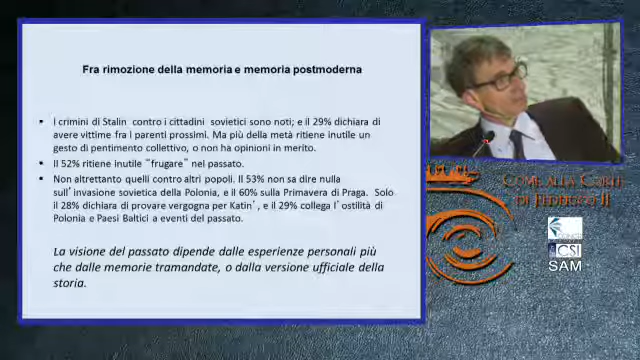 Fra rimozione della memoria e memoria postmoderna
• I crimini di Stalin contro i cittadini sovietici sono noti; e il 29% dichiara di
avere vittime fra i parenti prossimi. Ma più della metà ritiene inutile un
gesto di pentimento collettivo, o non ha opinioni in merito.
• Il 52% ritiene inutile “frugare” nel passato.
• Non altrettanto quelli contro altri popoli. Il 53% non sa dire nulla
sull’invasione sovietica della Polonia, e il 60% sulla Primavera di Praga. Solo
il 28% dichiara di provare vergogna per Katin’, e il 29% collega l’ostilità di
Polonia e Paesi Baltici a eventi del passato.
La visione del passato dipende dalle esperienze personali più
che dalle memorie tramandate, o dalla versione ufficiale della
storia.
COME ALLA CORTE
DI FEDERICO II
CSI
SAM